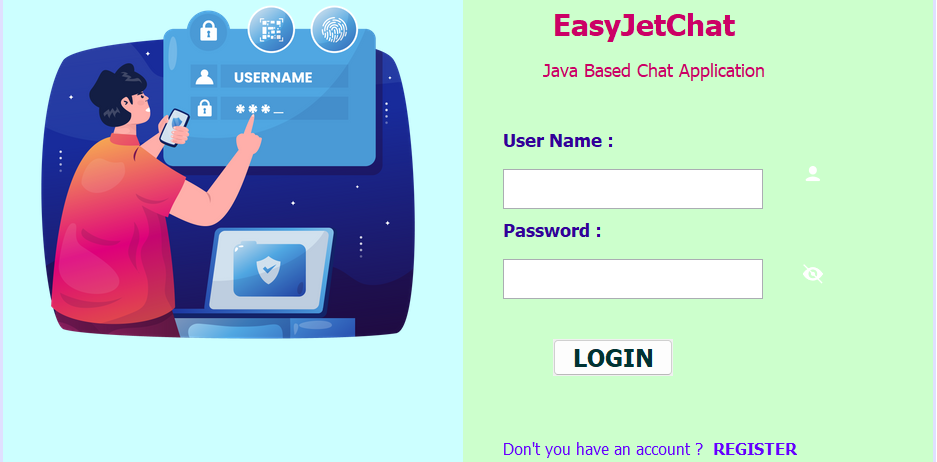 USERNAME
***_
EasyJetChat
Java Based Chat Application
User Name :
Password :
LOGIN
Don't you have an account ? REGISTER